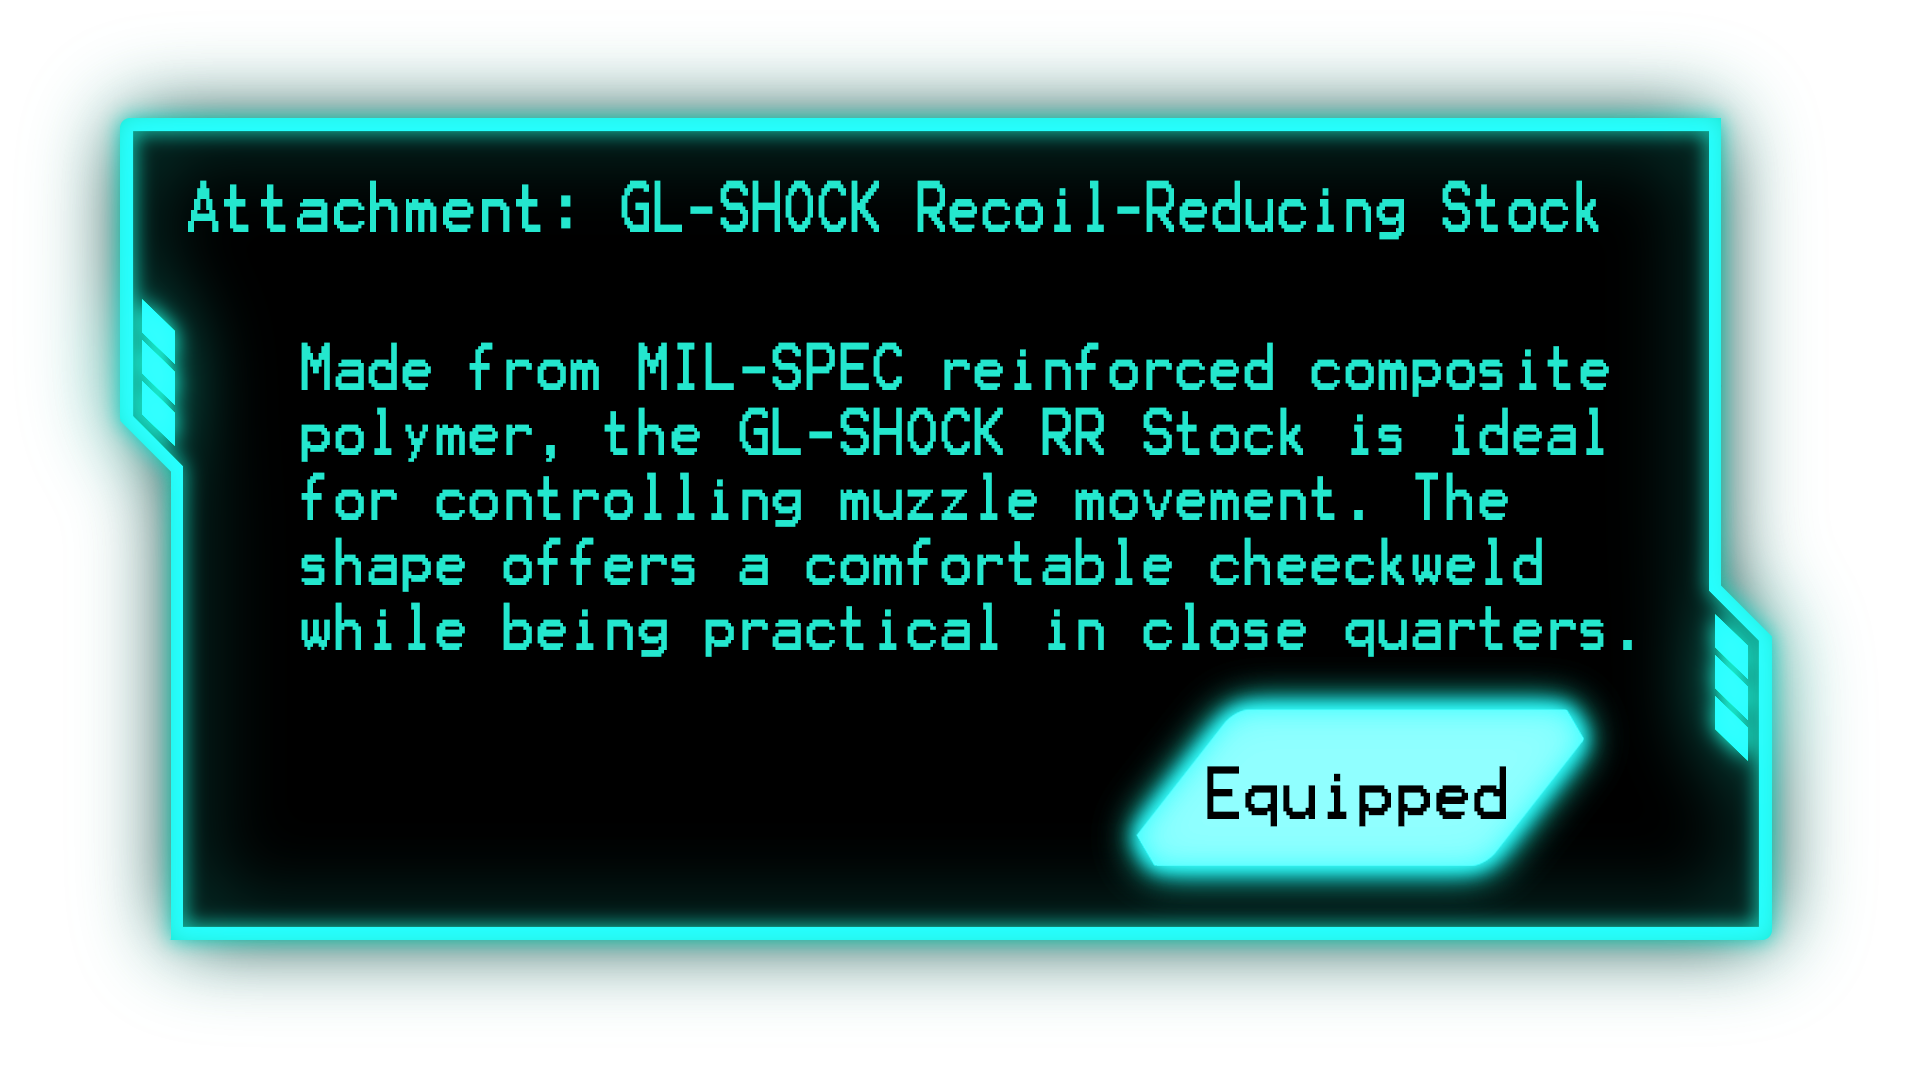 Attachment: GL-SHOCK Recoil-Reducing Stock
Made from MIL-SPEC reinforced composite
polymer, the GL-SHOCK RR Stock is ideal
for controlling muzzle movement. The
shape offers a comfortable cheeckweld
while being practical in close quarters.
Equipped